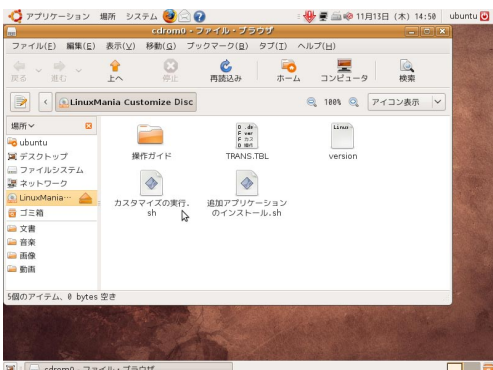 アプリケーション 場所 システム 11月13日 (木) 14:50 ubuntu
cdrom0 - ファイル・ブラウザ
ファイル(F) 編集(E) 表示(V) 移動(G) ブックマーク(B) タブ(T) ヘルプ(H)
戻る 進む 上へ 停止 再読込み ホーム コンピュータ 検索
LinuxMania Customize Disc 100% アイコン表示
場所
ubuntu
デスクトップ
ファイルシステム
ネットワーク
LinuxMania…
ゴミ箱
文書
音楽
画像
動画
操作ガイド
TRANS.TBL
Linux
version
カスタマイズの実行.
sh
追加アプリケーション
のインストール.sh
5個のアイテム、0 bytes 空き
cdrom0 - ファイル・ブラウザ